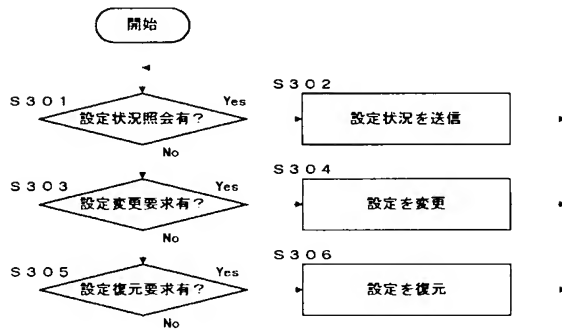 開始
S301
設定状況照会有?
Yes
No
S302
設定状況を送信
S303
設定変更要求有?
Yes
No
S304
設定を変更
S305
設定復元要求有?
Yes
No
S306
設定を復元